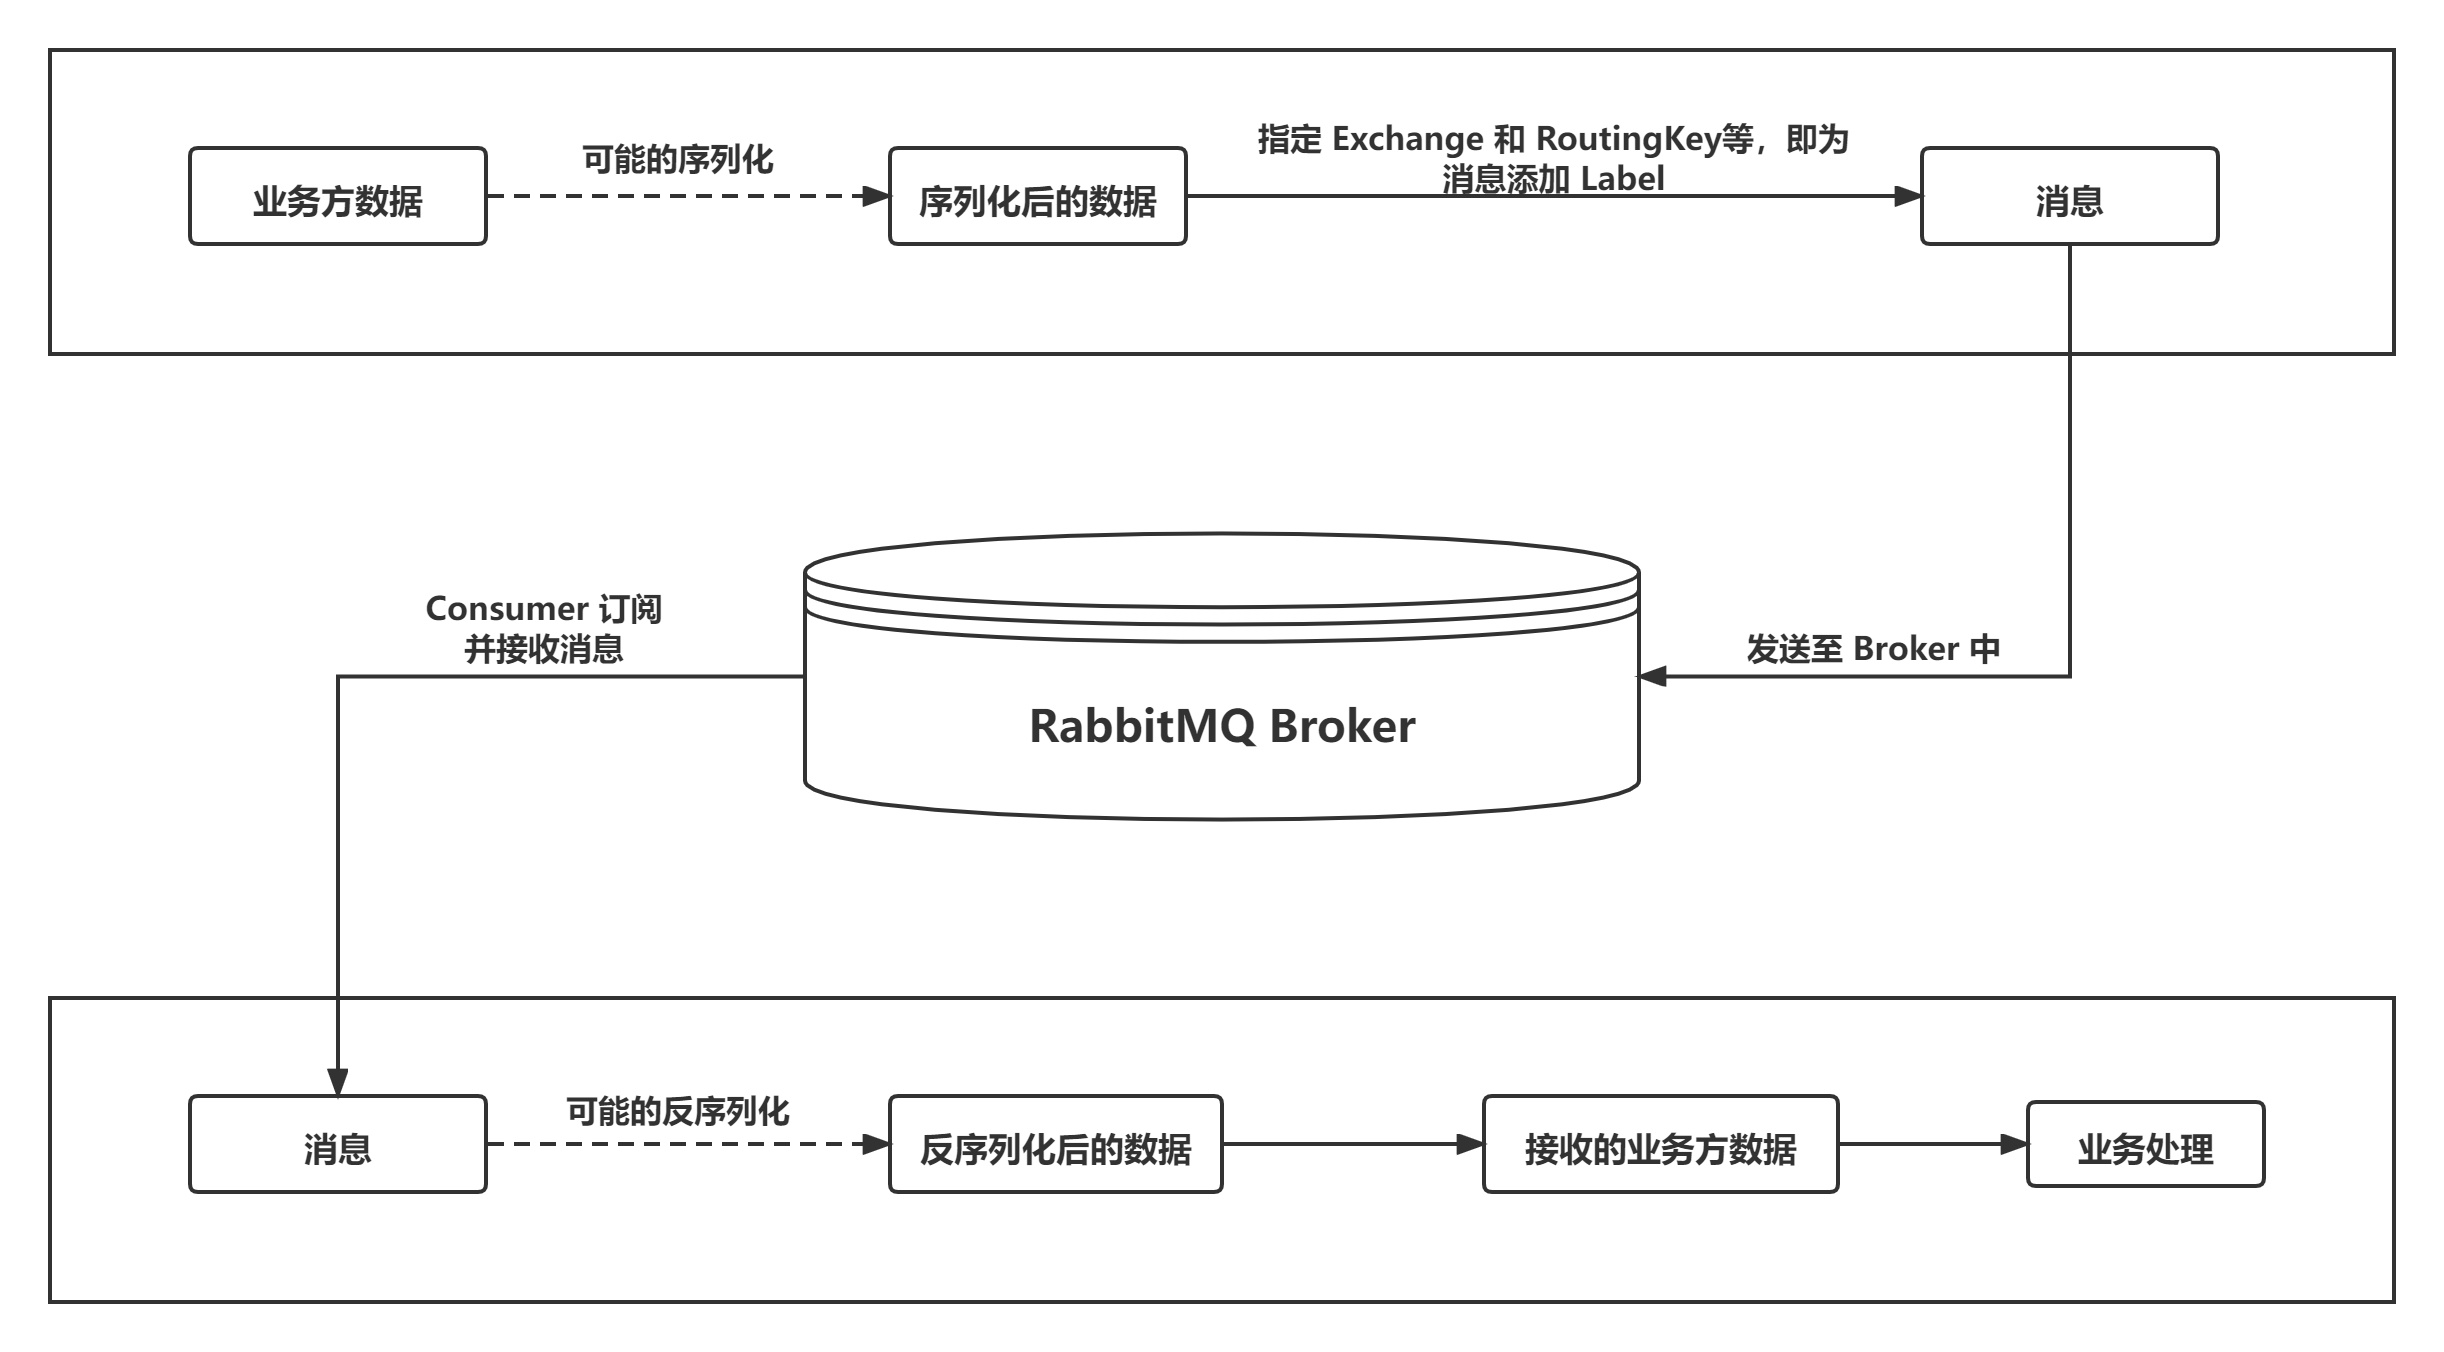 业务方数据
可能的序列化
序列化后的数据
指定 Exchange 和 RoutingKey等，即为
消息添加 Label
消息
发送至 Broker 中
RabbitMQ Broker
Consumer 订阅
并接收消息
消息
可能的反序列化
反序列化后的数据
接收的业务方数据
业务处理